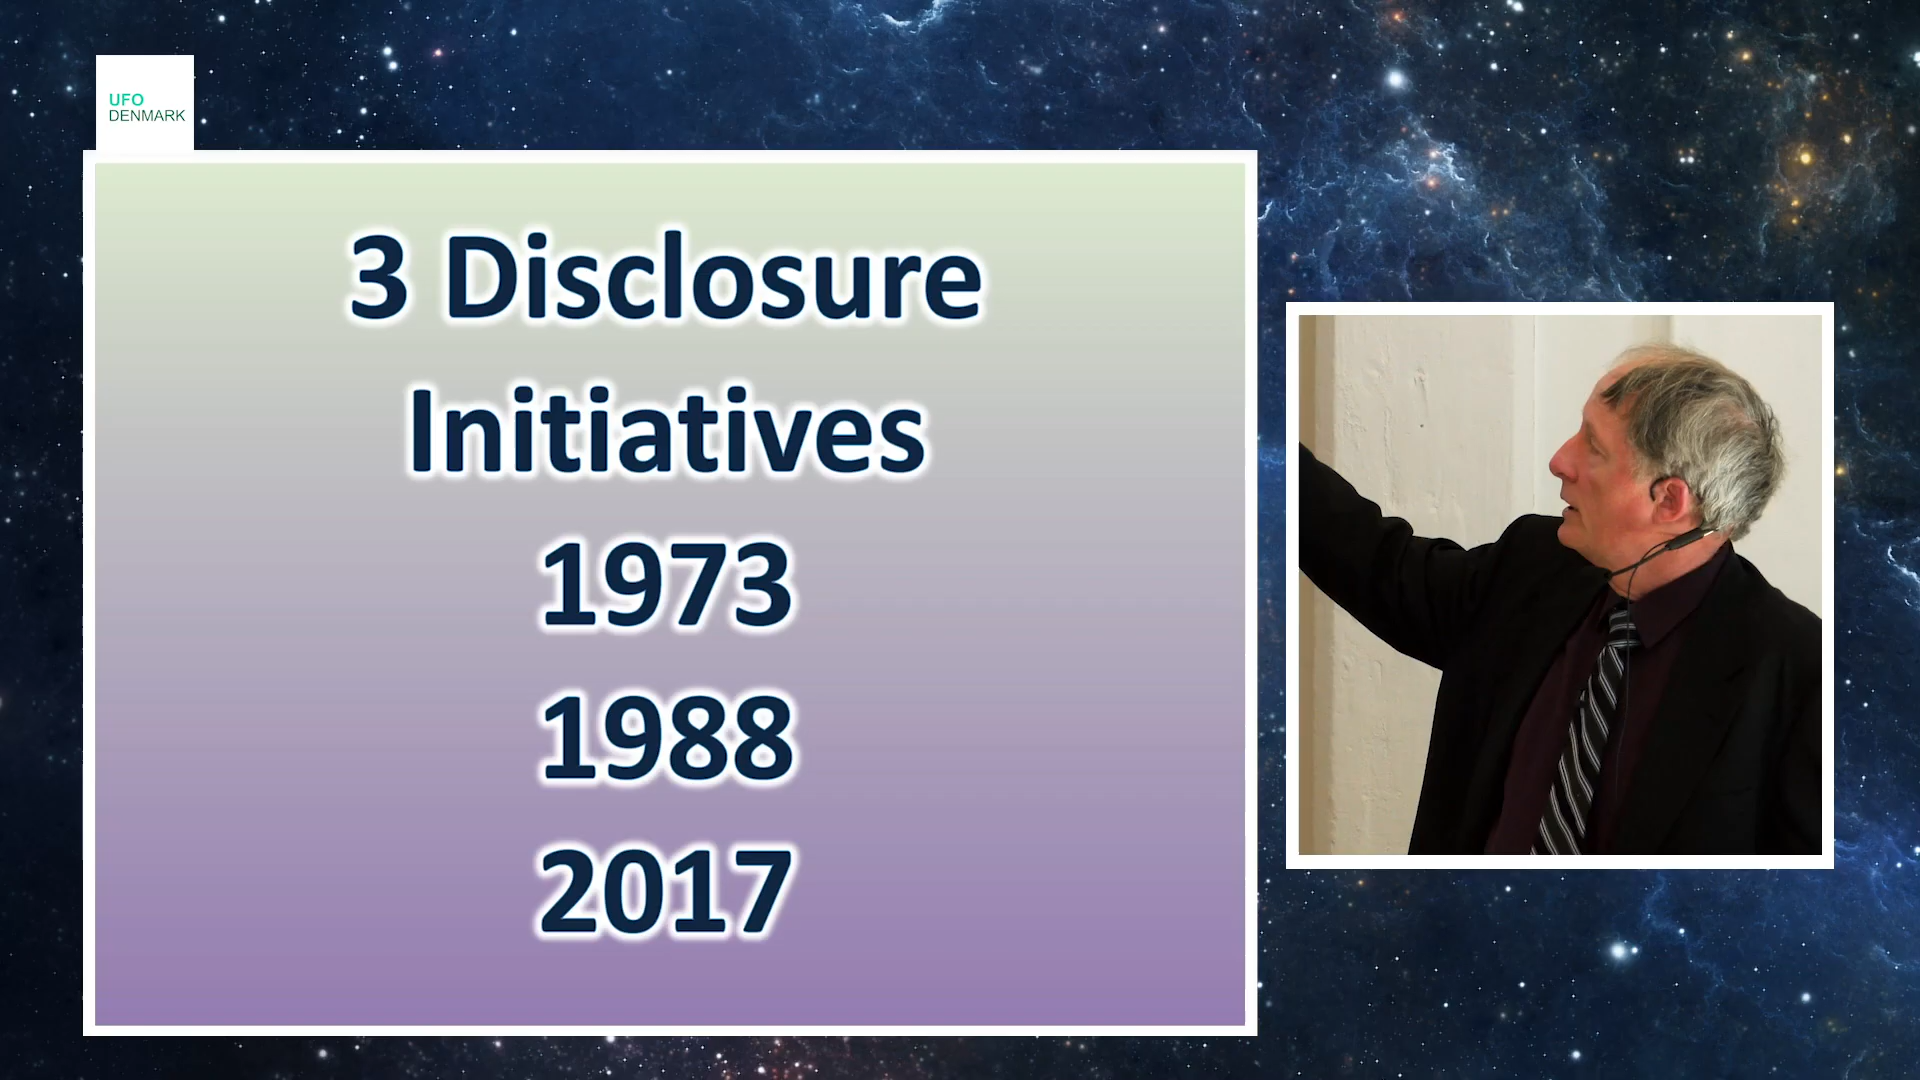 UFO
DENMARK
3 Disclosure
Initiatives
1973
1988
2017